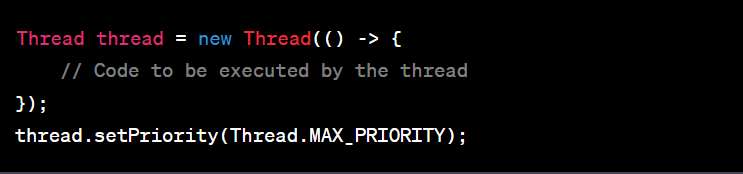 Thread thread = new Thread(() -> {
    // Code to be executed by the thread
});
thread.setPriority(Thread.MAX_PRIORITY);